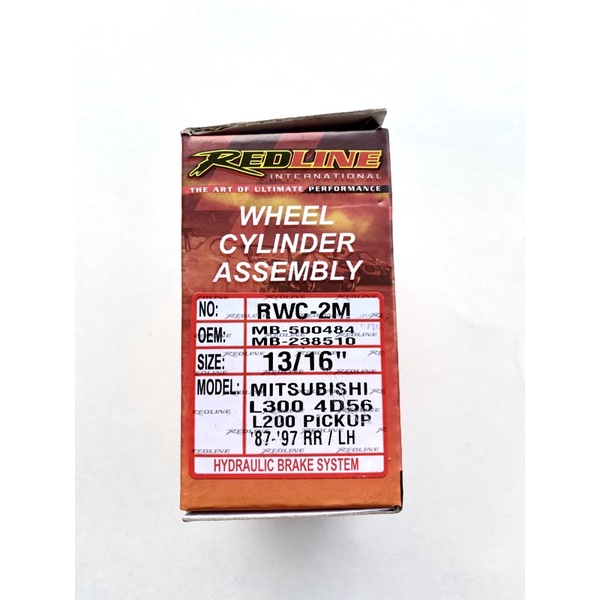 REDLINE
INTERNATIONAL
THE ART OF ULTIMATE PERFORMANCE
WHEEL
CYLINDER
ASSEMBLY
NO: RWC-2M
OEM: MB-500484
MB-238510
SIZE: 13/16"
MODEL: MITSUBISHI
L300 4D56
L200 PICKUP
'87-'97 RR / LH
HYDRAULIC BRAKE SYSTEM